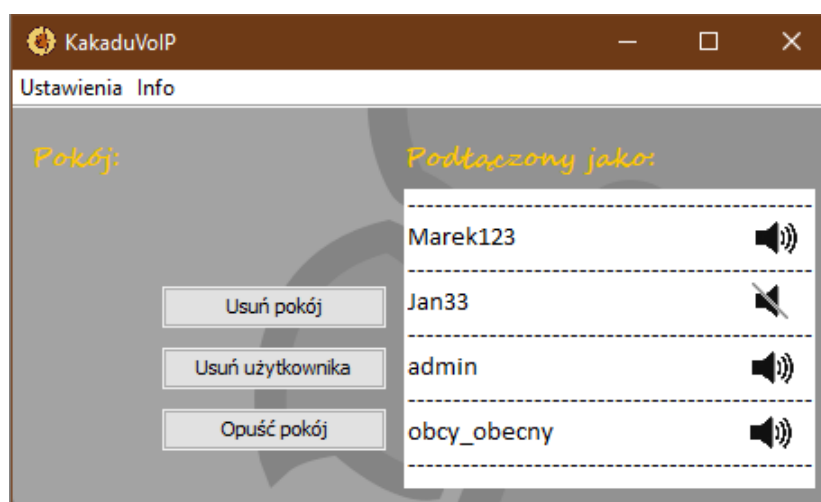 KakaduVoIP
Ustawienia Info
Pokój:
Podłączony jako:
Marek123
Jan33
admin
obcy_obecny
Usuń pokój
Usuń użytkownika
Opuść pokój